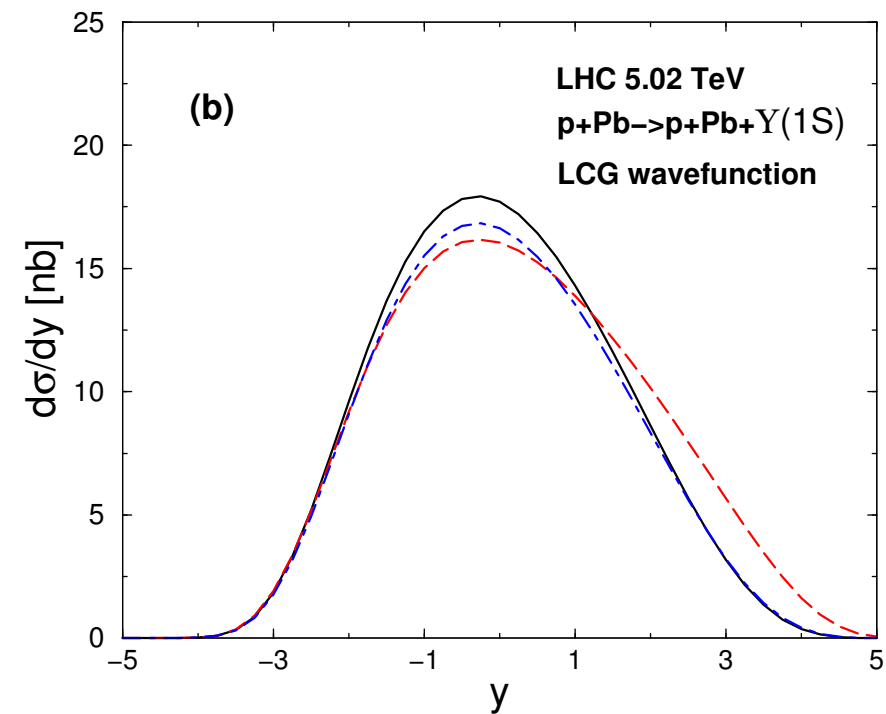 25
20
15
10
5
0
dσ/dy [nb]
(b)
LHC 5.02 TeV
p+Pb−>p+Pb+Υ(1S)
LCG wavefunction
−5 −3 −1 1 3 5
y